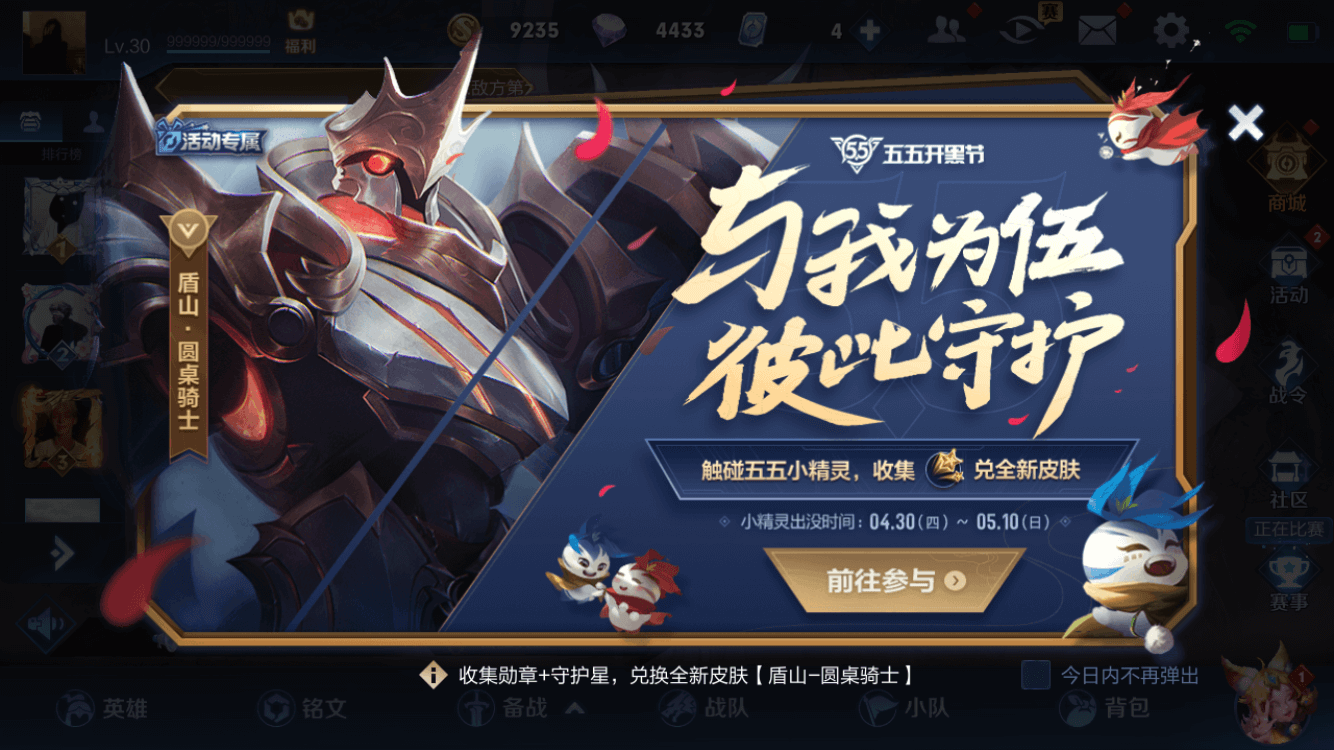 Lv.30
999999/999999
福利
9235
4433
4
赛
敌方第
排行榜
活动专属
55
五五开黑节
与我为伍
彼此守护
盾山·圆桌骑士
触碰五五小精灵，收集 兑全新皮肤
小精灵出没时间：04.30(四) ~ 05.10(日)
前往参与
1
2
3
商城
2
活动
战令
社区
正在比赛
赛事
收集勋章+守护星，兑换全新皮肤【盾山-圆桌骑士】
今日内不再弹出
英雄
铭文
备战
战队
小队
背包
1